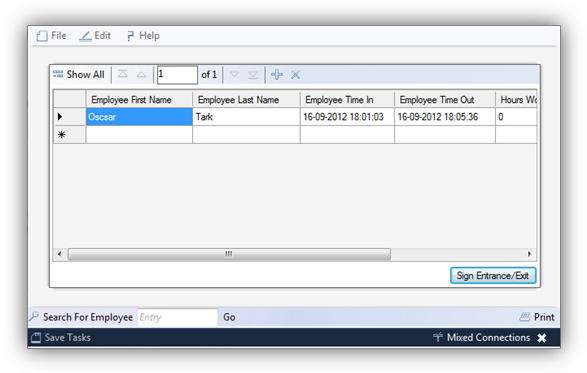 File Edit Help
Show All 1 of 1
Employee First Name Employee Last Name Employee Time In Employee Time Out Hours Wo
Oscsar Tark 16-09-2012 18:01:03 16-09-2012 18:05:36 0
Sign Entrance/Exit
Search For Employee Entry Go Print
Save Tasks Mixed Connections